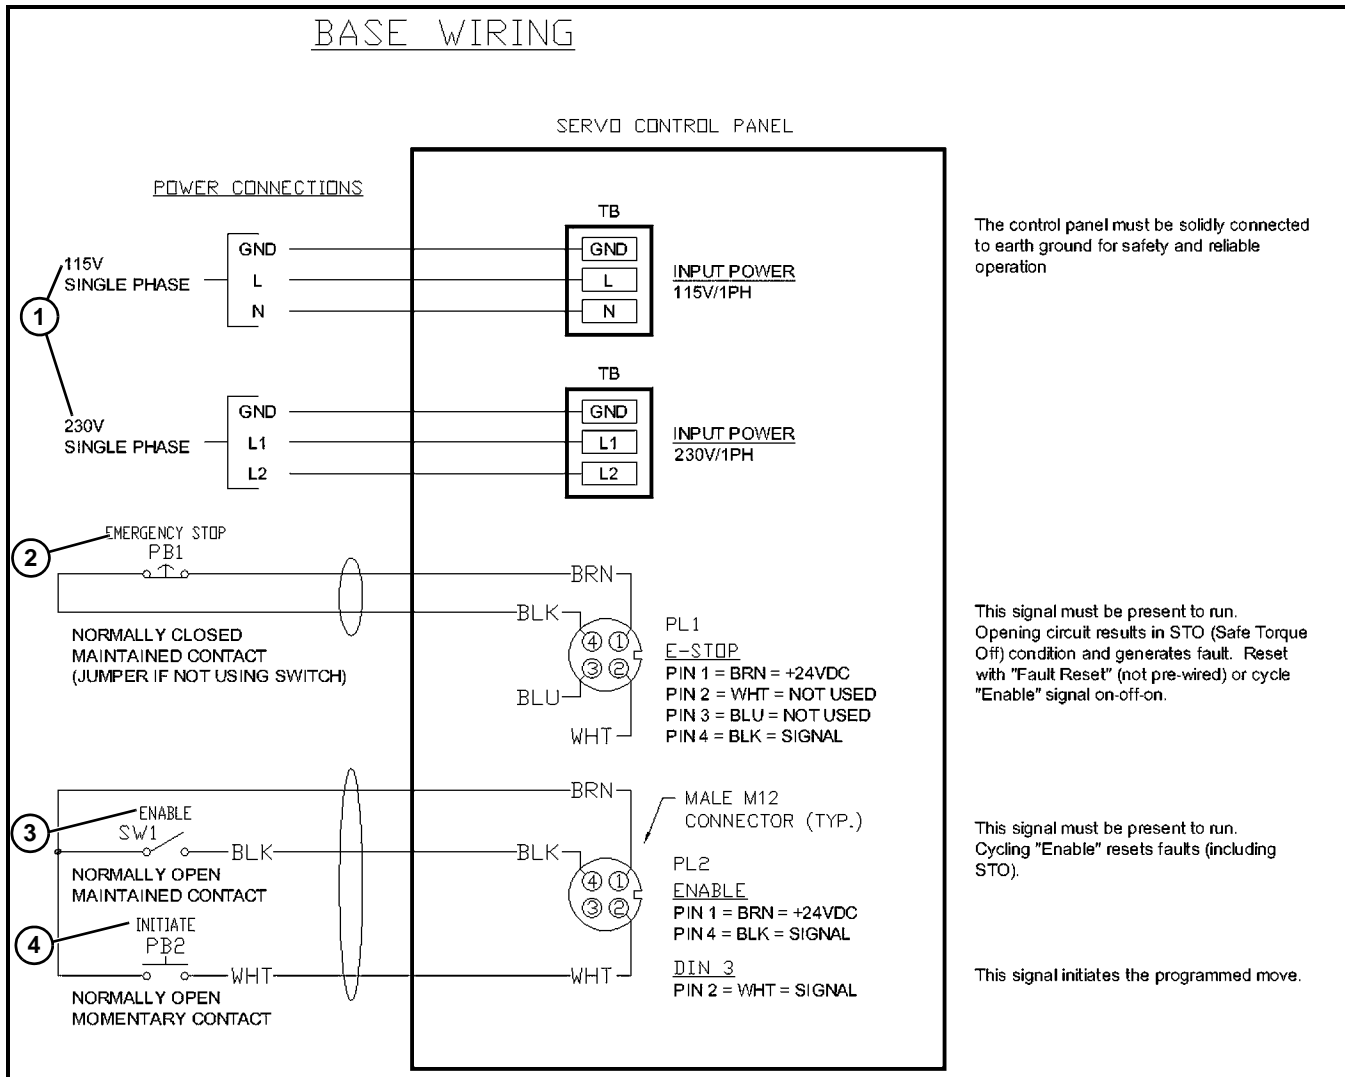 BASE WIRING
SERVO CONTROL PANEL
POWER CONNECTIONS
TB
GND
GND
115V
SINGLE PHASE
L
L
N
N
INPUT POWER
115V/1PH
The control panel must be solidly connected
to earth ground for safety and reliable
operation
1
TB
GND
GND
230V
SINGLE PHASE
L1
L1
L2
L2
INPUT POWER
230V/1PH
2
EMERGENCY STOP
PB1
BRN
BLK
NORMALLY CLOSED
MAINTAINED CONTACT
(JUMPER IF NOT USING SWITCH)
4 1
3 2
BLU
WHT
PL1
E-STOP
PIN 1 = BRN = +24VDC
PIN 2 = WHT = NOT USED
PIN 3 = BLU = NOT USED
PIN 4 = BLK = SIGNAL
This signal must be present to run.
Opening circuit results in STO (Safe Torque
Off) condition and generates fault. Reset
with "Fault Reset" (not pre-wired) or cycle
"Enable" signal on-off-on.
BRN
MALE M12
CONNECTOR (TYP.)
3
ENABLE
SW1
BLK
BLK
NORMALLY OPEN
MAINTAINED CONTACT
4 1
3 2
PL2
ENABLE
PIN 1 = BRN = +24VDC
PIN 4 = BLK = SIGNAL
This signal must be present to run.
Cycling "Enable" resets faults (including
STO).
4
INITIATE
PB2
WHT
WHT
NORMALLY OPEN
MOMENTARY CONTACT
DIN 3
PIN 2 = WHT = SIGNAL
This signal initiates the programmed move.